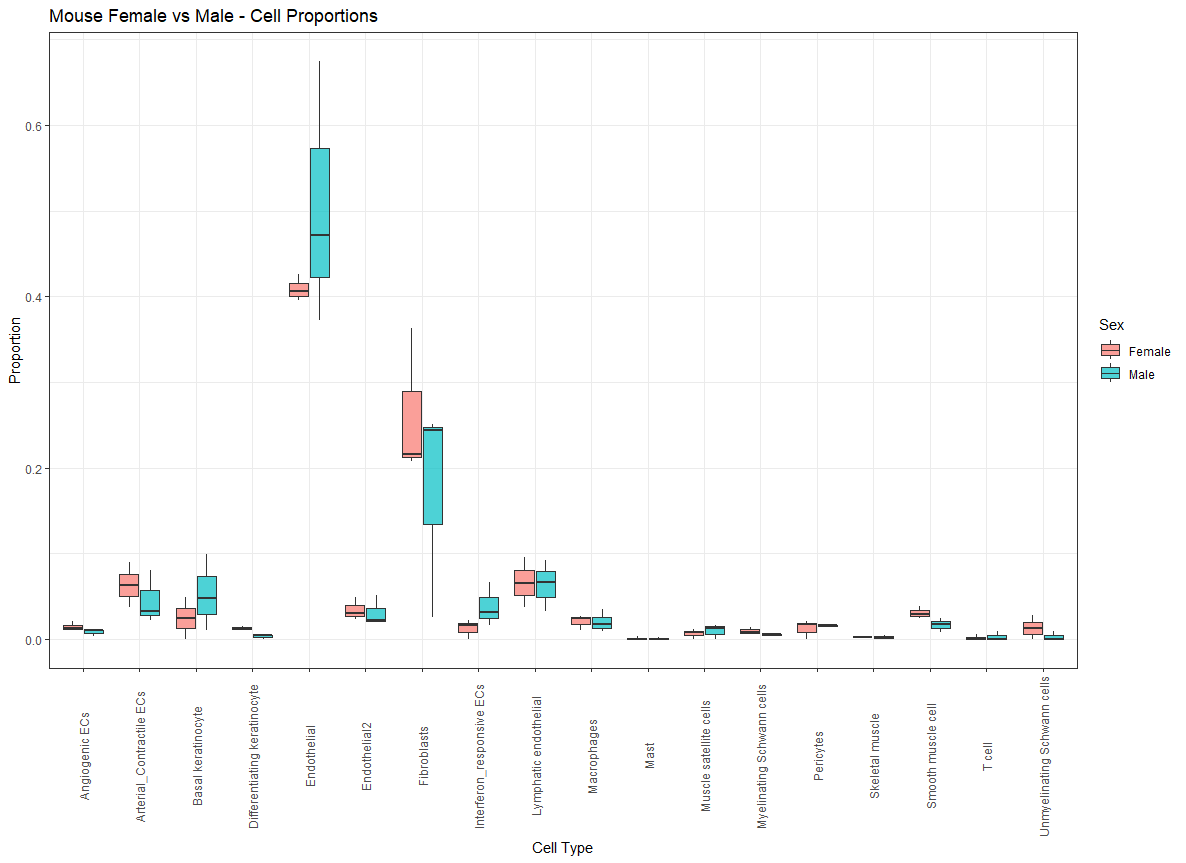 Mouse Female vs Male - Cell Proportions
Proportion
0.6
0.4
0.2
0.0
Angiogenic ECs
Arterial_Contractile ECs
Basal keratinocyte
Differentiating keratinocyte
Endothelial
Endothelial2
Fibroblasts
Interferon_responsive ECs
Lymphatic endothelial
Macrophages
Mast
Muscle satellite cells
Myelinating Schwann cells
Pericytes
Skeletal muscle
Smooth muscle cell
T cell
Unmyelinating Schwann cells
Cell Type
Sex
Female
Male